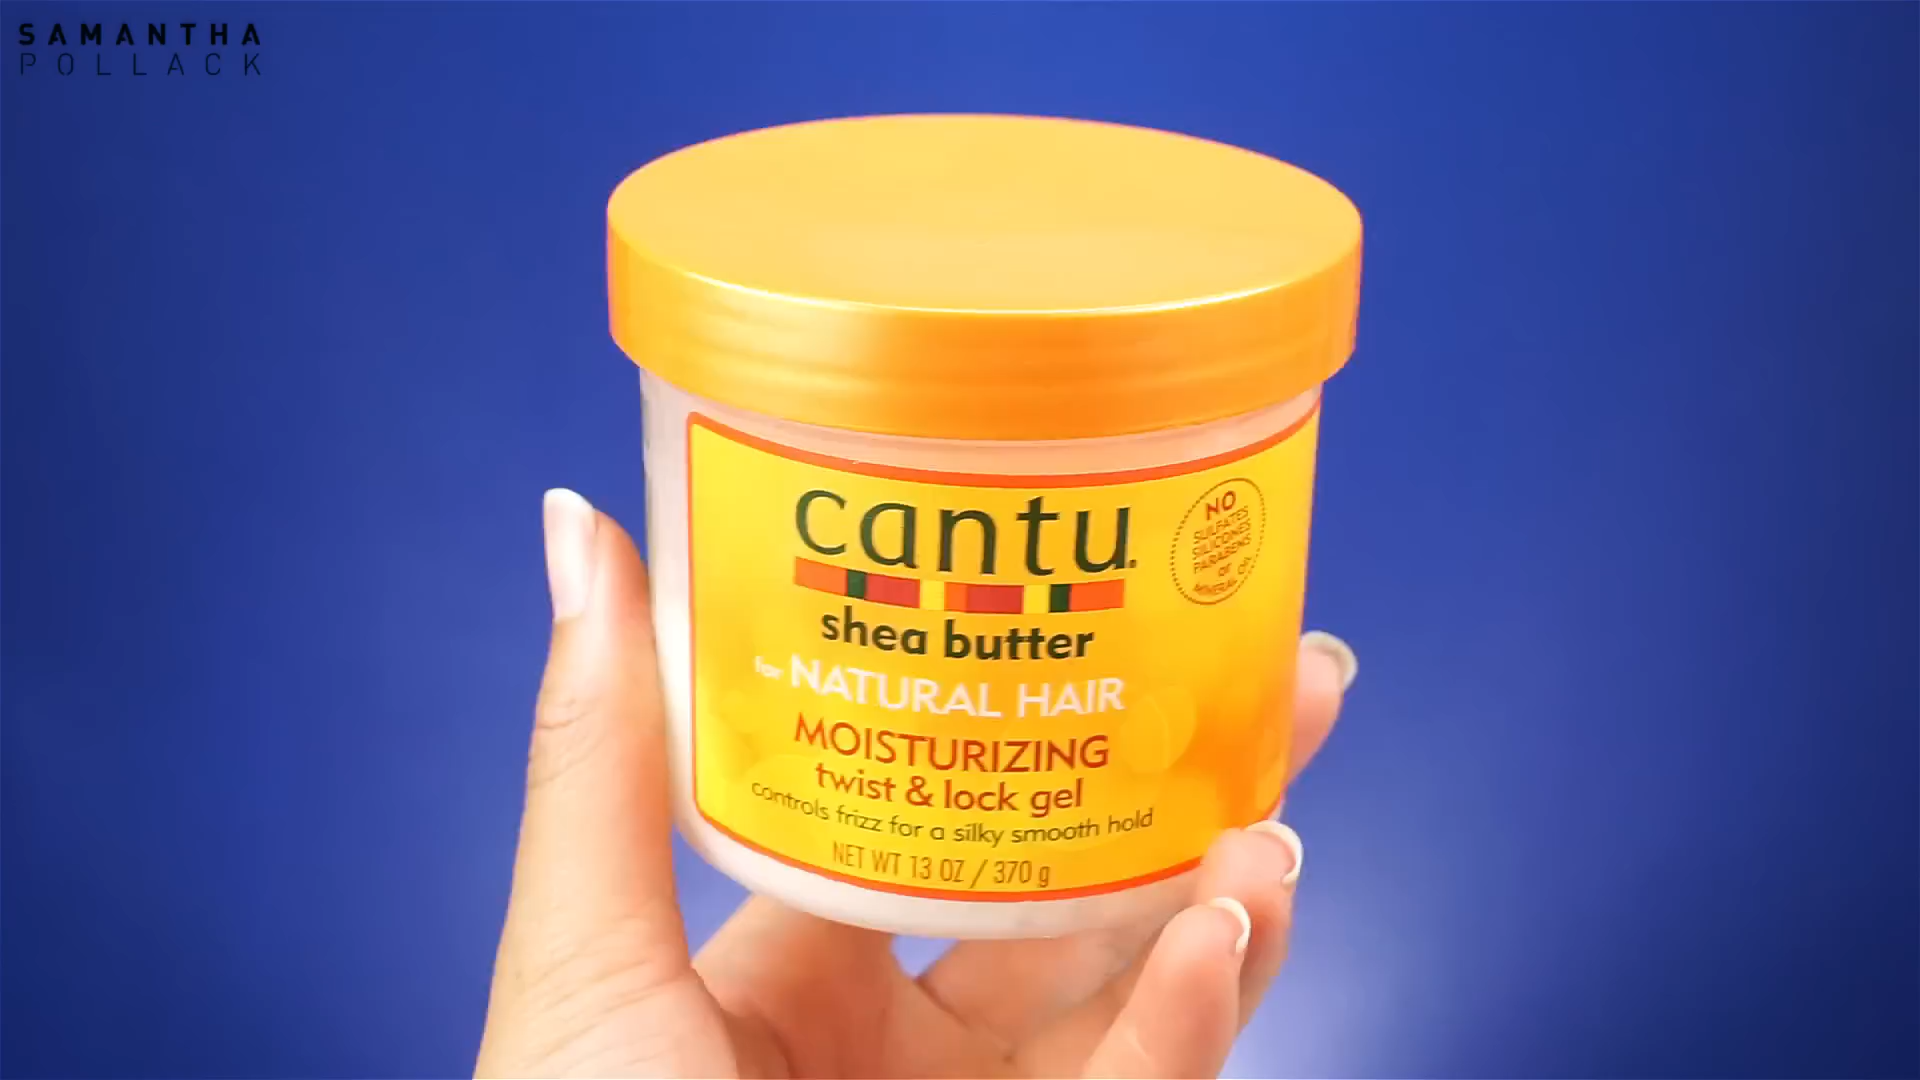 SAMANTHA
POLLACK
cantu.
shea butter
for NATURAL HAIR
MOISTURIZING
twist & lock gel
controls frizz for a silky smooth hold
NET WT 13 OZ / 370 g
NO
SULFATES
SILICONES
PARABENS
or
MINERAL OIL